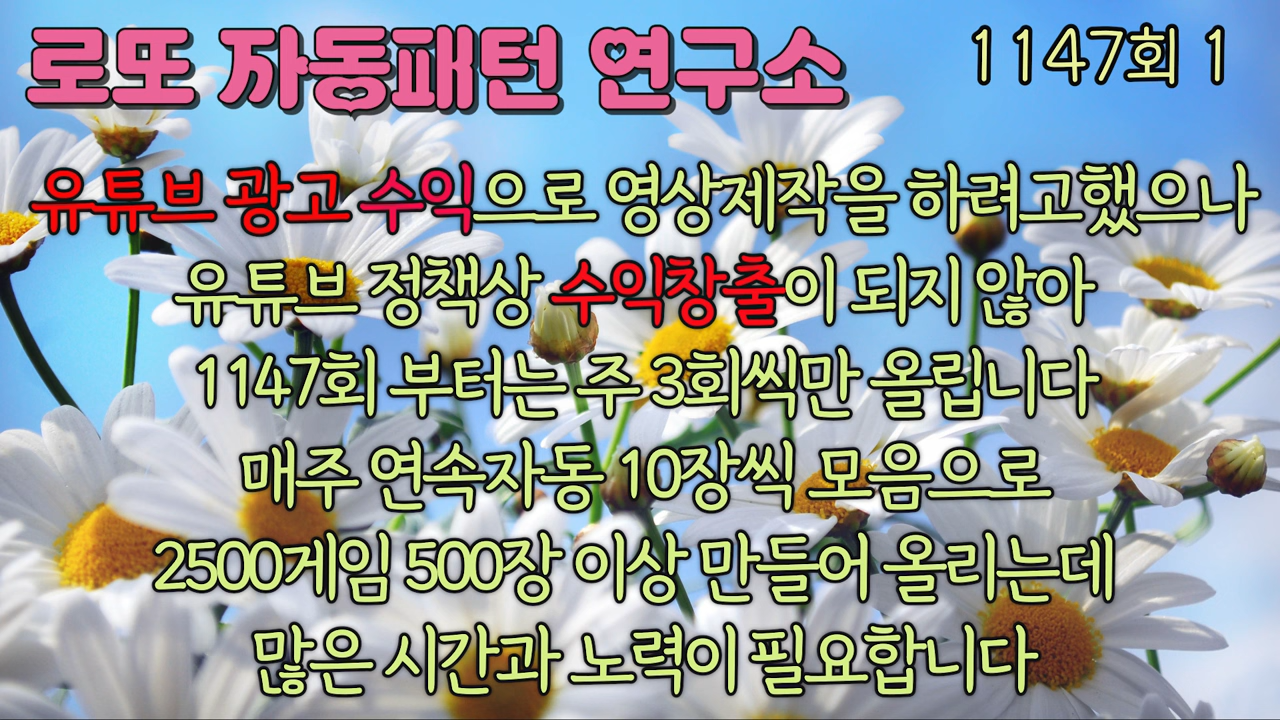 로또 자동패턴 연구소
1147회 1
유튜브 광고 수익으로 영상제작을 하려고했으나
유튜브 정책상 수익창출이 되지 않아
1147회 부터는 주 3회씩만 올립니다
매주 연속자동 10장씩 모음으로
2500게임 500장 이상 만들어 올리는데
많은 시간과 노력이 필요합니다